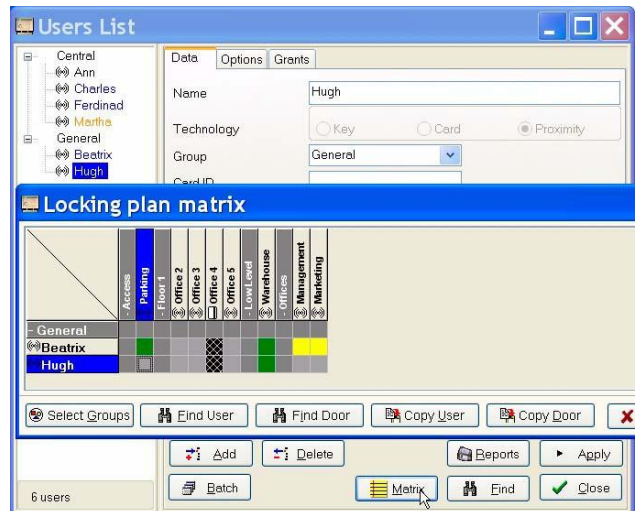 Users List
Central
Ann
Charles
Ferdinad
Martha
General
Beatrix
Hugh
Data Options Grants
Name Hugh
Technology Key Card Proximity
Group General
Card ID
Locking plan matrix
- Access
Parking
- Floor 1
Office 2
Office 3
Office 4
Office 5
- Low Level
Warehouse
- Offices
Management
Marketing
- General
Beatrix
Hugh
Select Groups Find User Find Door Copy User Copy Door
Add Delete Reports Apply
6 users Batch Matrix Find Close